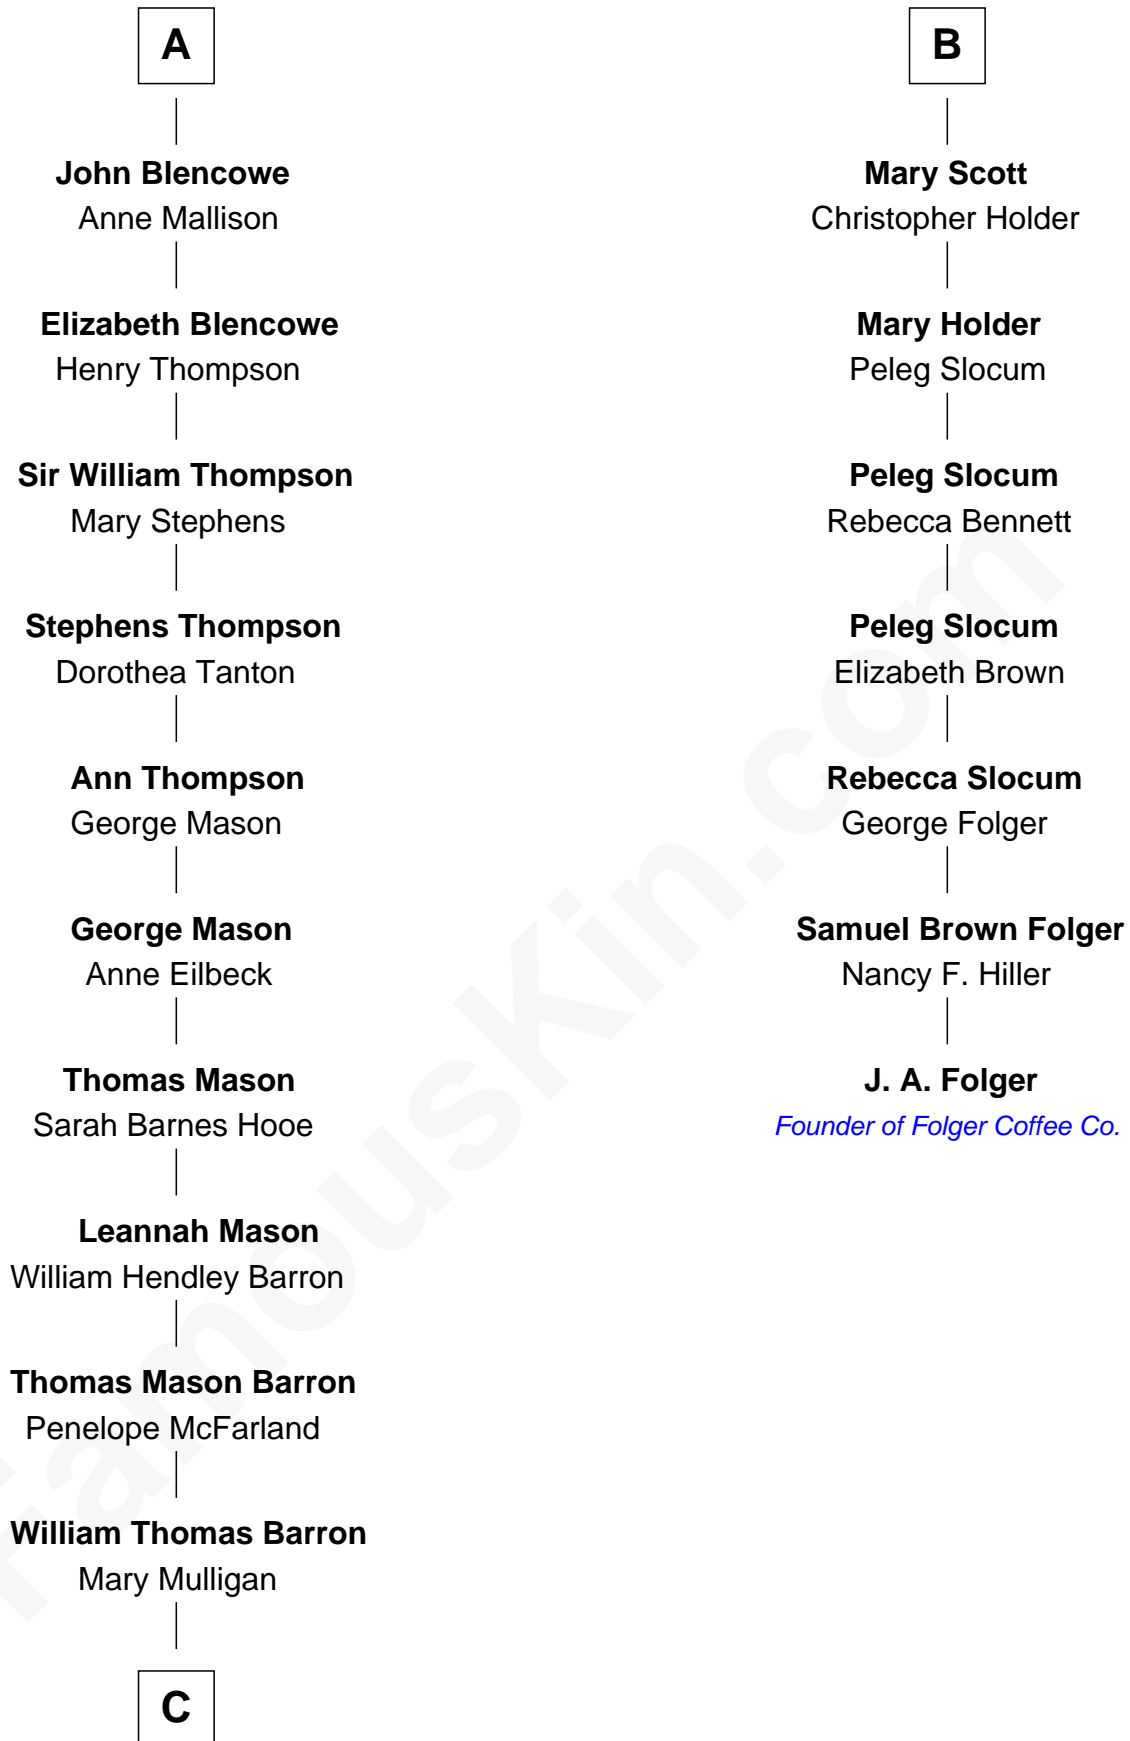 A
John Blencowe
Anne Mallison
Elizabeth Blencowe
Henry Thompson
Sir William Thompson
Mary Stephens
Stephens Thompson
Dorothea Tanton
Ann Thompson
George Mason
George Mason
Anne Eilbeck
Thomas Mason
Sarah Barnes Hooe
Leannah Mason
William Hendley Barron
Thomas Mason Barron
Penelope McFarland
William Thomas Barron
Mary Mulligan
C
B
Mary Scott
Christopher Holder
Mary Holder
Peleg Slocum
Peleg Slocum
Rebecca Bennett
Peleg Slocum
Elizabeth Brown
Rebecca Slocum
George Folger
Samuel Brown Folger
Nancy F. Hiller
J. A. Folger
Founder of Folger Coffee Co.
FamousKin.com